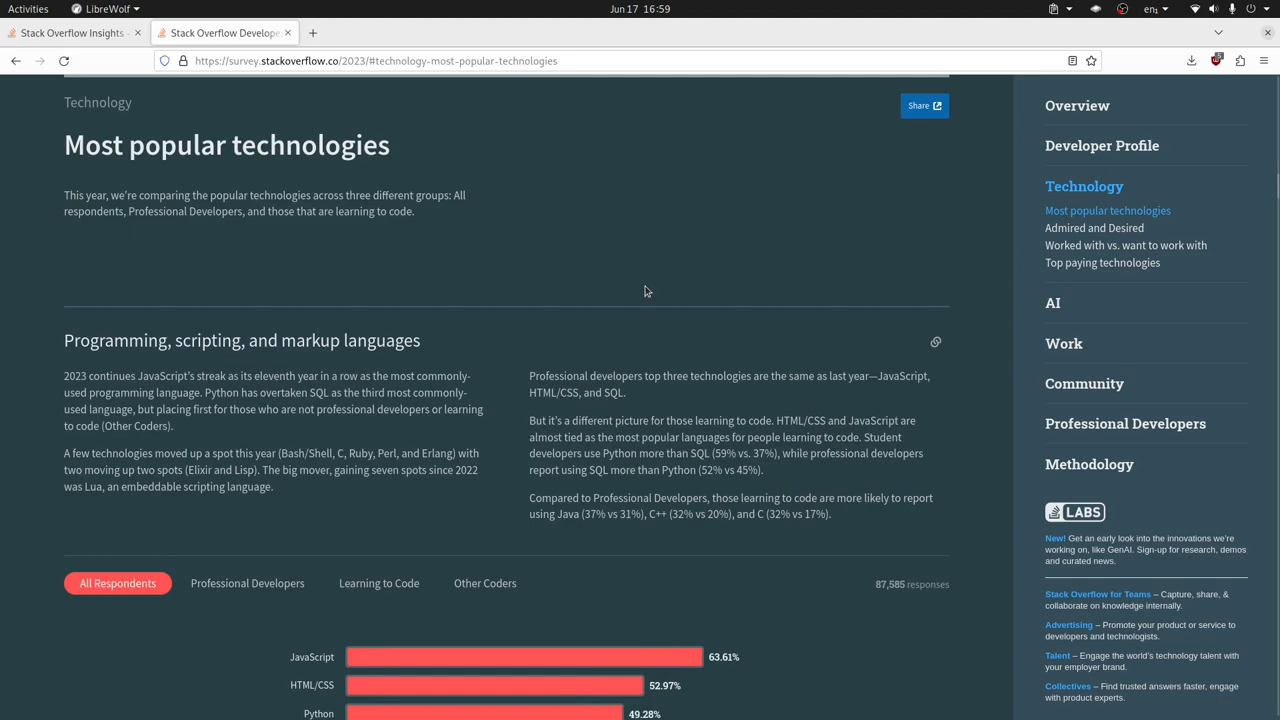 Activities
LibreWolf
Jun 17 16:59
en1
Stack Overflow Insights -
Stack Overflow Develope
https://survey.stackoverflow.co/2023/#technology-most-popular-technologies
Technology
Share
Most popular technologies
This year, we're comparing the popular technologies across three different groups: All
respondents, Professional Developers, and those that are learning to code.
Programming, scripting, and markup languages
2023 continues JavaScript's streak as its eleventh year in a row as the most commonly-
used programming language. Python has overtaken SQL as the third most commonly-
used language, but placing first for those who are not professional developers or learning
to code (Other Coders).
A few technologies moved up a spot this year (Bash/Shell, C, Ruby, Perl, and Erlang) with
two moving up two spots (Elixir and Lisp). The big mover, gaining seven spots since 2022
was Lua, an embeddable scripting language.
Professional developers top three technologies are the same as last year—JavaScript,
HTML/CSS, and SQL.
But it's a different picture for those learning to code. HTML/CSS and JavaScript are
almost tied as the most popular languages for people learning to code. Student
developers use Python more than SQL (59% vs. 37%), while professional developers
report using SQL more than Python (52% vs 45%).
Compared to Professional Developers, those learning to code are more likely to report
using Java (37% vs 31%), C++ (32% vs 20%), and C (32% vs 17%).
All Respondents
Professional Developers
Learning to Code
Other Coders
87,585 responses
JavaScript 63.61%
HTML/CSS 52.97%
Python 49.28%
Overview
Developer Profile
Technology
Most popular technologies
Admired and Desired
Worked with vs. want to work with
Top paying technologies
AI
Work
Community
Professional Developers
Methodology
LABS
New! Get an early look into the innovations we're
working on, like GenAI. Sign-up for research, demos
and curated news.
Stack Overflow for Teams – Capture, share, &
collaborate on knowledge internally.
Advertising – Promote your product or service to
developers and technologists.
Talent – Engage the world's technology talent with
your employer brand.
Collectives – Find trusted answers faster, engage
with product experts.